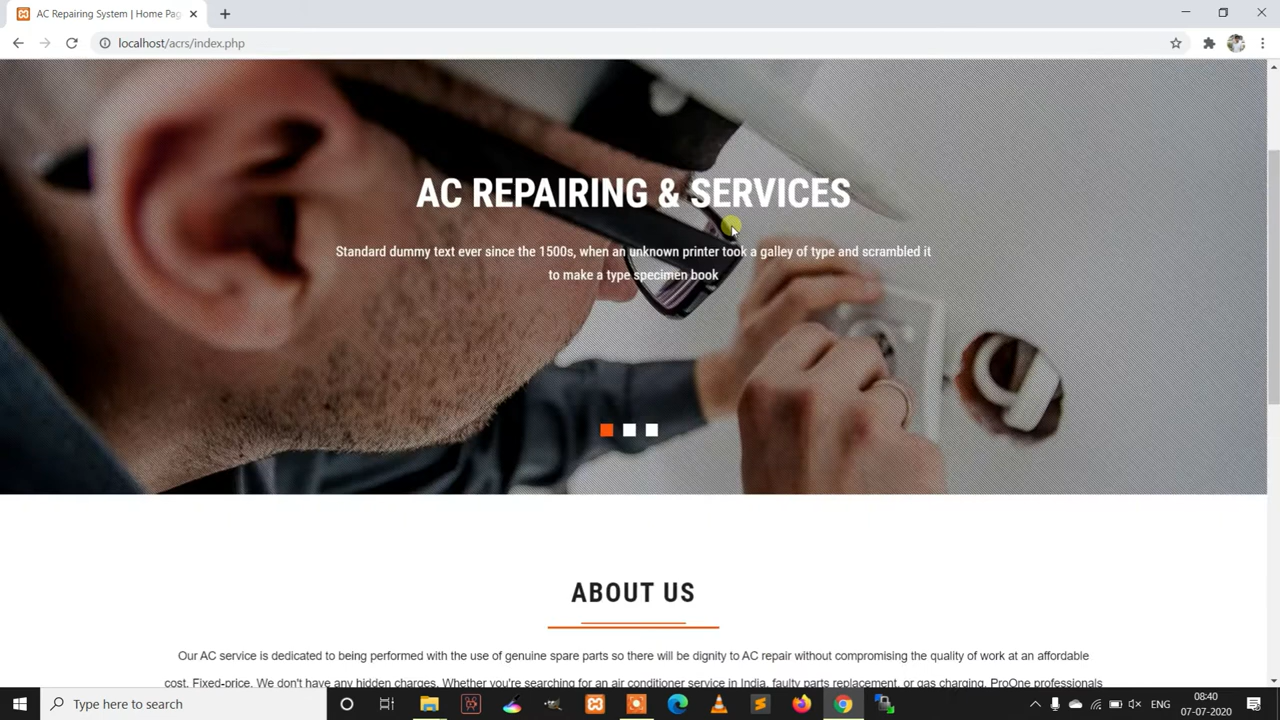 AC Repairing System | Home Pag
localhost/acrs/index.php
AC REPAIRING & SERVICES
Standard dummy text ever since the 1500s, when an unknown printer took a galley of type and scrambled it
to make a type specimen book
ABOUT US
Our AC service is dedicated to being performed with the use of genuine spare parts so there will be dignity to AC repair without compromising the quality of work at an affordable
cost. Fixed-price. We don't have any hidden charges. Whether you're searching for an air conditioner service in India, faulty parts replacement, or gas charging, ProOne professionals
Type here to search
ENG
08:40
07-07-2020